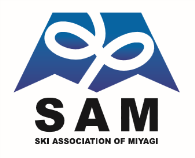 SAM
SKI ASSOCIATION OF MIYAGI